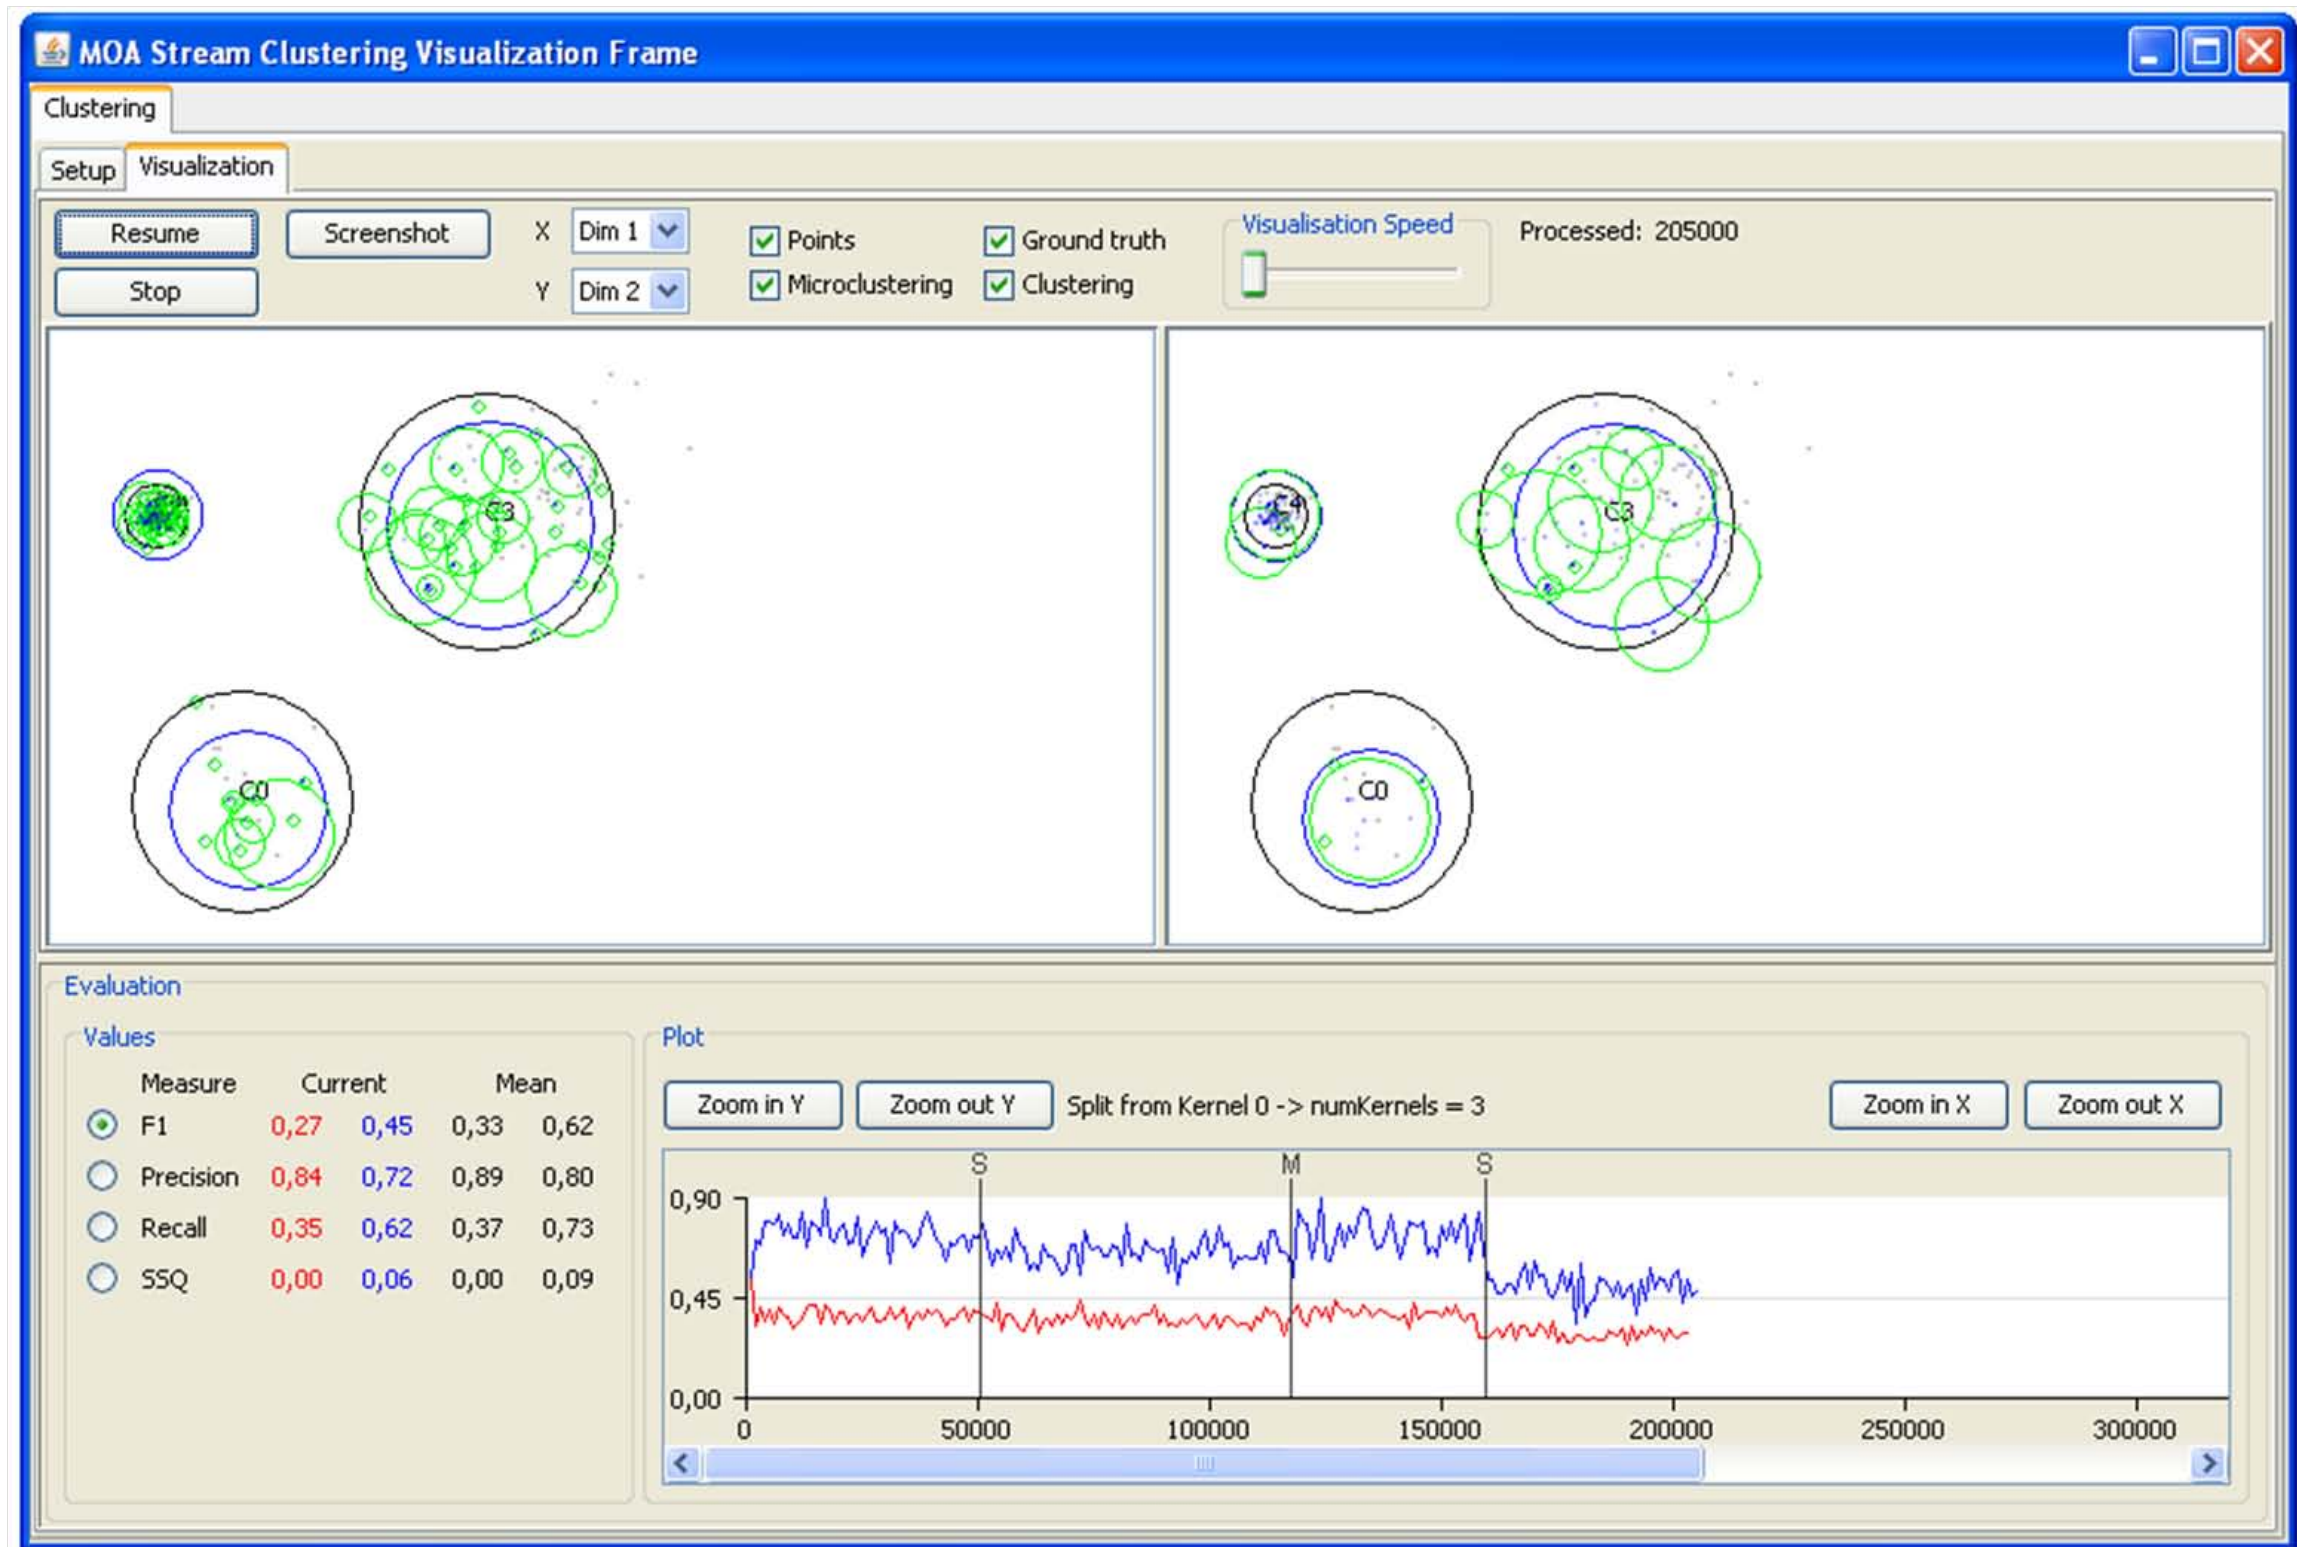 MOA Stream Clustering Visualization Frame
Clustering
Setup Visualization
Resume Screenshot X Dim 1 Points Ground truth Visualisation Speed Processed: 205000
Stop Y Dim 2 Microclustering Clustering
C3
C0
C4
C3
C0
Evaluation
Values
Measure Current Mean
F1 0,27 0,45 0,33 0,62
Precision 0,84 0,72 0,89 0,80
Recall 0,35 0,62 0,37 0,73
SSQ 0,00 0,06 0,00 0,09
Plot
Zoom in Y Zoom out Y Split from Kernel 0 -> numKernels = 3 Zoom in X Zoom out X
S M S
0,90
0,45
0,00
0 50000 100000 150000 200000 250000 300000